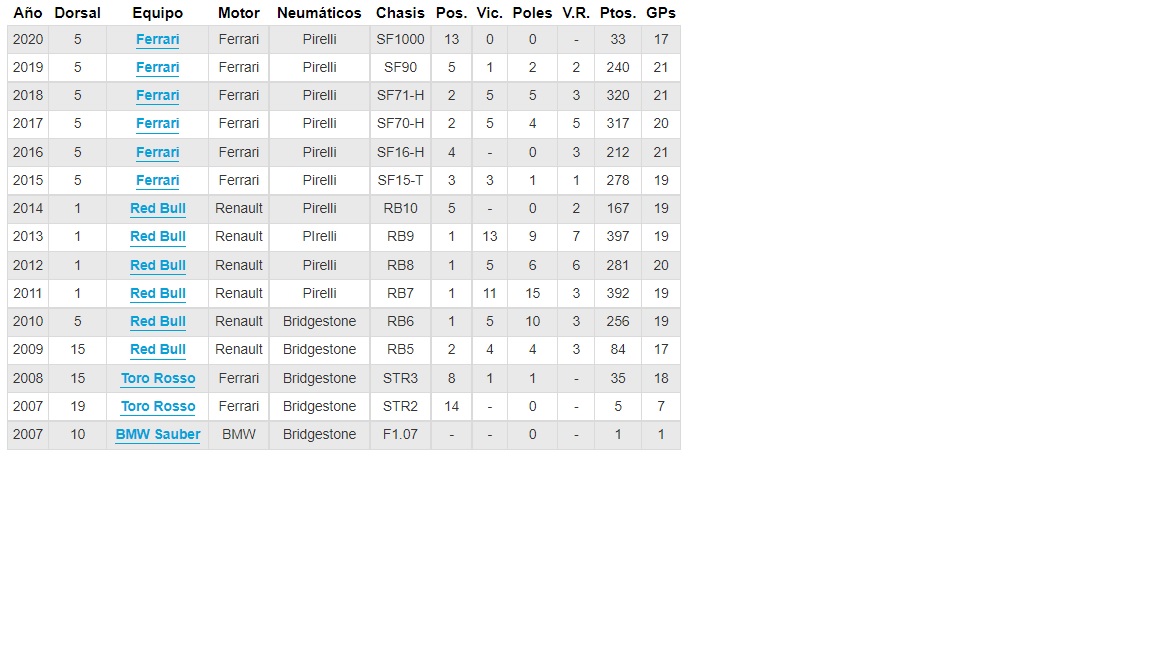 Año Dorsal Equipo Motor Neumáticos Chasis Pos. Vic. Poles V.R. Ptos. GPs
2020 5 Ferrari Ferrari Pirelli SF1000 13 0 0 - 33 17
2019 5 Ferrari Ferrari Pirelli SF90 5 1 2 2 240 21
2018 5 Ferrari Ferrari Pirelli SF71-H 2 5 5 3 320 21
2017 5 Ferrari Ferrari Pirelli SF70-H 2 5 4 5 317 20
2016 5 Ferrari Ferrari Pirelli SF16-H 4 - 0 3 212 21
2015 5 Ferrari Ferrari Pirelli SF15-T 3 3 1 1 278 19
2014 1 Red Bull Renault Pirelli RB10 5 - 0 2 167 19
2013 1 Red Bull Renault PIrelli RB9 1 13 9 7 397 19
2012 1 Red Bull Renault Pirelli RB8 1 5 6 6 281 20
2011 1 Red Bull Renault Pirelli RB7 1 11 15 3 392 19
2010 5 Red Bull Renault Bridgestone RB6 1 5 10 3 256 19
2009 15 Red Bull Renault Bridgestone RB5 2 4 4 3 84 17
2008 15 Toro Rosso Ferrari Bridgestone STR3 8 1 1 - 35 18
2007 19 Toro Rosso Ferrari Bridgestone STR2 14 - 0 - 5 7
2007 10 BMW Sauber BMW Bridgestone F1.07 - - 0 - 1 1